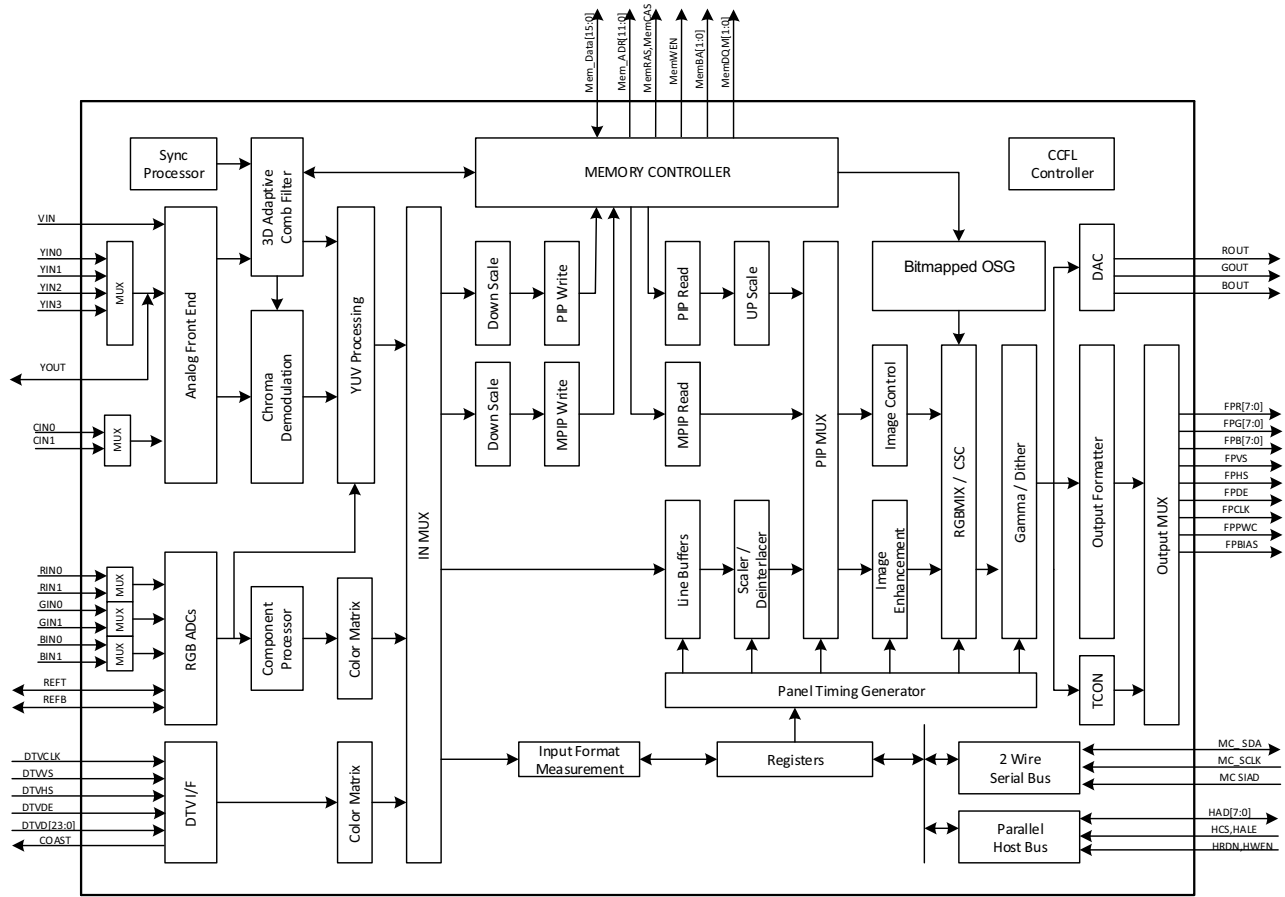 Mem_Data[15:0]
Mem_ADR[11:0]
MemRAS,MemCAS
MemWEN
MemBA[1:0]
MemDQM[1:0]
Sync
Processor
3D Adaptive
Comb Filter
MEMORY CONTROLLER
CCFL
Controller
VIN
YIN0
YIN1
YIN2
YIN3
MUX
YOUT
CIN0
CIN1
MUX
Analog Front End
Chroma
Demodulation
YUV Processing
IN MUX
Down Scale
PIP Write
PIP Read
UP Scale
Down Scale
MPIP Write
MPIP Read
PIP MUX
Image Control
Bitmapped OSG
RGBMIX / CSC
Gamma / Dither
DAC
ROUT
GOUT
BOUT
Output Formatter
Output MUX
FPR[7:0]
FPG[7:0]
FPB[7:0]
FPVS
FPHS
FPDE
FPCLK
FPPWC
FPBIAS
RIN0
RIN1
GIN0
GIN1
BIN0
BIN1
MUX
MUX
MUX
REFT
REFB
RGB ADCs
Component
Processor
Color Matrix
Line Buffers
Scaler /
Deinterlacer
Image
Enhancement
Panel Timing Generator
TCON
DTVCLK
DTVVS
DTVHS
DTVDE
DTVD[23:0]
COAST
DTV I/F
Color Matrix
Input Format
Measurement
Registers
2 Wire
Serial Bus
MC_SDA
MC_SCLK
MCSIAD
Parallel
Host Bus
HAD[7:0]
HCS,HALE
HRDN,HWEN